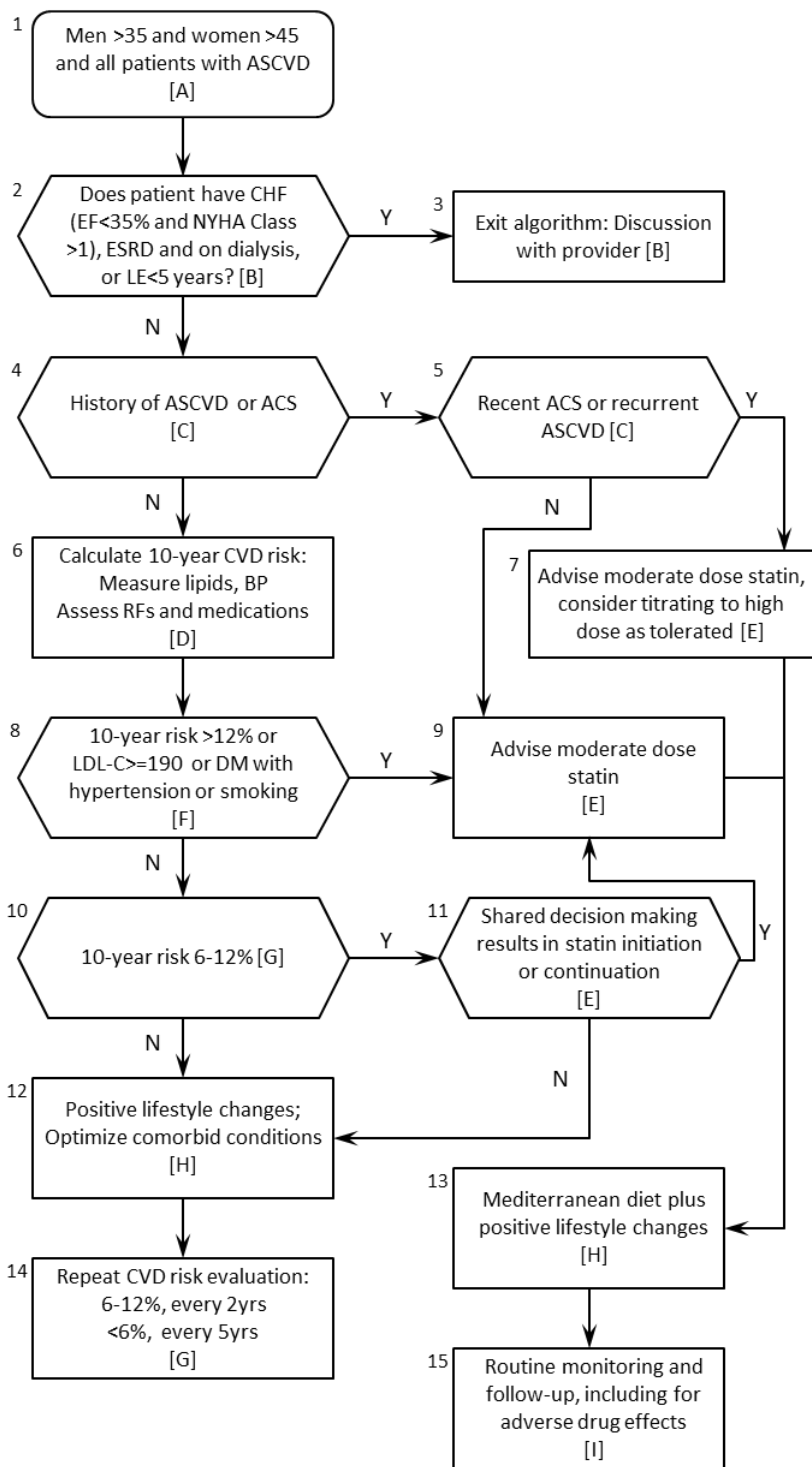 1
Men >35 and women >45
and all patients with ASCVD
[A]
2
Does patient have CHF
(EF<35% and NYHA Class
>1), ESRD and on dialysis,
or LE<5 years? [B]
Y
3
Exit algorithm: Discussion
with provider [B]
N
4
History of ASCVD or ACS
[C]
Y
5
Recent ACS or recurrent
ASCVD [C]
Y
N
N
6
Calculate 10-year CVD risk:
Measure lipids, BP
Assess RFs and medications
[D]
7
Advise moderate dose statin,
consider titrating to high
dose as tolerated [E]
8
10-year risk >12% or
LDL-C>=190 or DM with
hypertension or smoking
[F]
Y
9
Advise moderate dose
statin
[E]
N
10
10-year risk 6-12% [G]
Y
11
Shared decision making
results in statin initiation
or continuation
[E]
Y
N
N
12
Positive lifestyle changes;
Optimize comorbid conditions
[H]
13
Mediterranean diet plus
positive lifestyle changes
[H]
14
Repeat CVD risk evaluation:
6-12%, every 2yrs
<6%, every 5yrs
[G]
15
Routine monitoring and
follow-up, including for
adverse drug effects
[I]